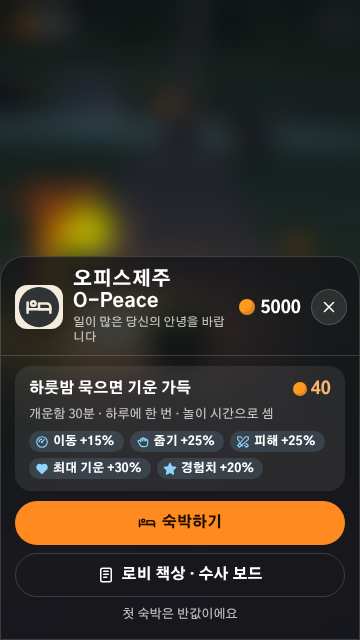 오피스제주
O-Peace
일이 많은 당신의 안녕을 바랍
니다
5000
하룻밤 묵으면 기운 가득
40
개운함 30분 · 하루에 한 번 · 놀이 시간으로 셈
이동 +15% 줍기 +25% 피해 +25%
최대 기운 +30% 경험치 +20%
숙박하기
로비 책상 · 수사 보드
첫 숙박은 반값이에요